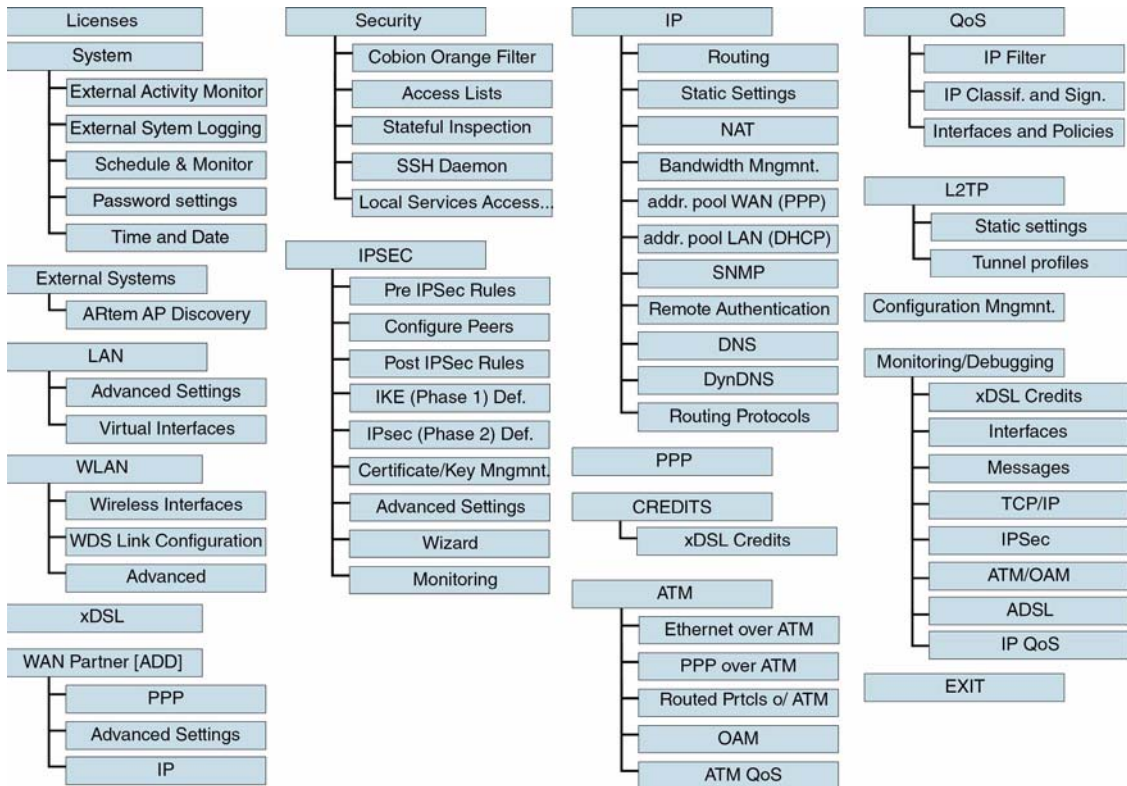 Licenses
System
External Activity Monitor
External Sytem Logging
Schedule & Monitor
Password settings
Time and Date
External Systems
ARtem AP Discovery
LAN
Advanced Settings
Virtual Interfaces
WLAN
Wireless Interfaces
WDS Link Configuration
Advanced
xDSL
WAN Partner [ADD]
PPP
Advanced Settings
IP
Security
Cobion Orange Filter
Access Lists
Stateful Inspection
SSH Daemon
Local Services Access...
IPSEC
Pre IPSec Rules
Configure Peers
Post IPSec Rules
IKE (Phase 1) Def.
IPsec (Phase 2) Def.
Certificate/Key Mngmnt.
Advanced Settings
Wizard
Monitoring
IP
Routing
Static Settings
NAT
Bandwidth Mngmnt.
addr. pool WAN (PPP)
addr. pool LAN (DHCP)
SNMP
Remote Authentication
DNS
DynDNS
Routing Protocols
PPP
CREDITS
xDSL Credits
ATM
Ethernet over ATM
PPP over ATM
Routed Prtcls o/ ATM
OAM
ATM QoS
QoS
IP Filter
IP Classif. and Sign.
Interfaces and Policies
L2TP
Static settings
Tunnel profiles
Configuration Mngmnt.
Monitoring/Debugging
xDSL Credits
Interfaces
Messages
TCP/IP
IPSec
ATM/OAM
ADSL
IP QoS
EXIT